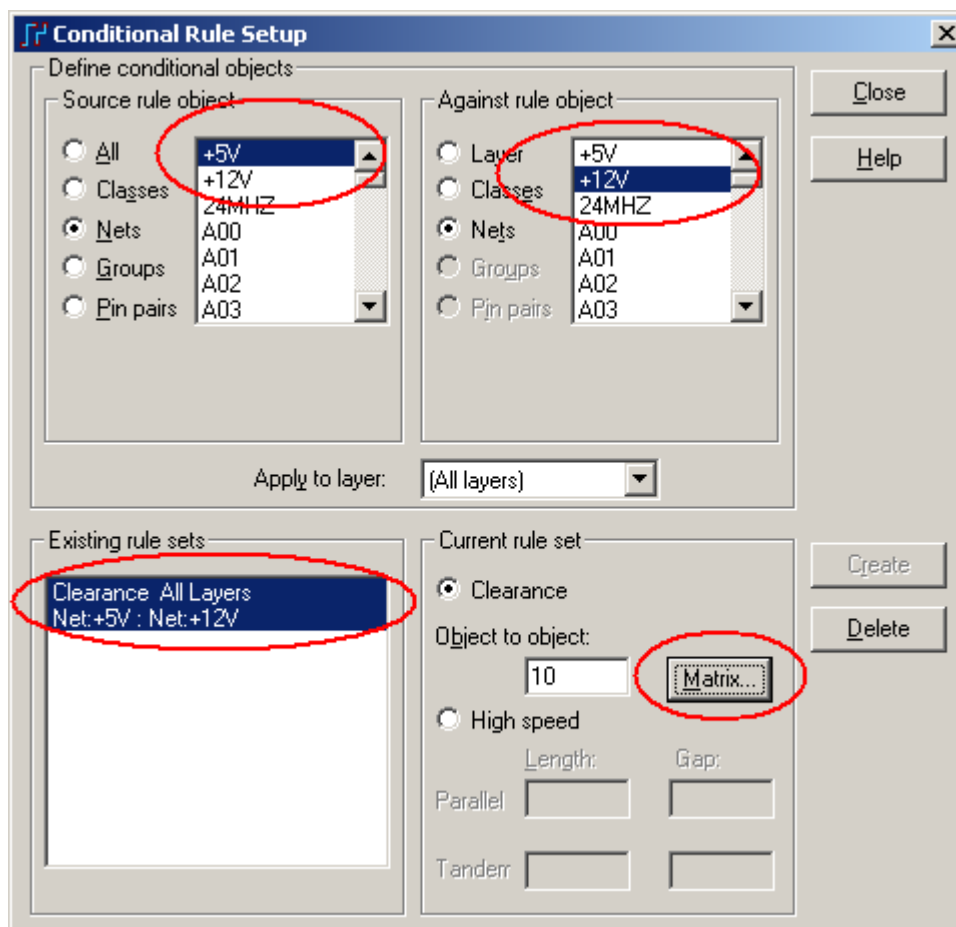 Conditional Rule Setup
Define conditional objects
Source rule object
All
Classes
Nets
Groups
Pin pairs
+5V
+12V
24MHZ
A00
A01
A02
A03
Against rule object
Layer
Classes
Nets
Groups
Pin pairs
+5V
+12V
24MHZ
A00
A01
A02
A03
Apply to layer:
(All layers)
Close
Help
Existing rule sets
Clearance All Layers
Net:+5V : Net:+12V
Current rule set
Clearance
Object to object:
10
Matrix...
High speed
Length:
Gap:
Parallel
Tanderr
Create
Delete